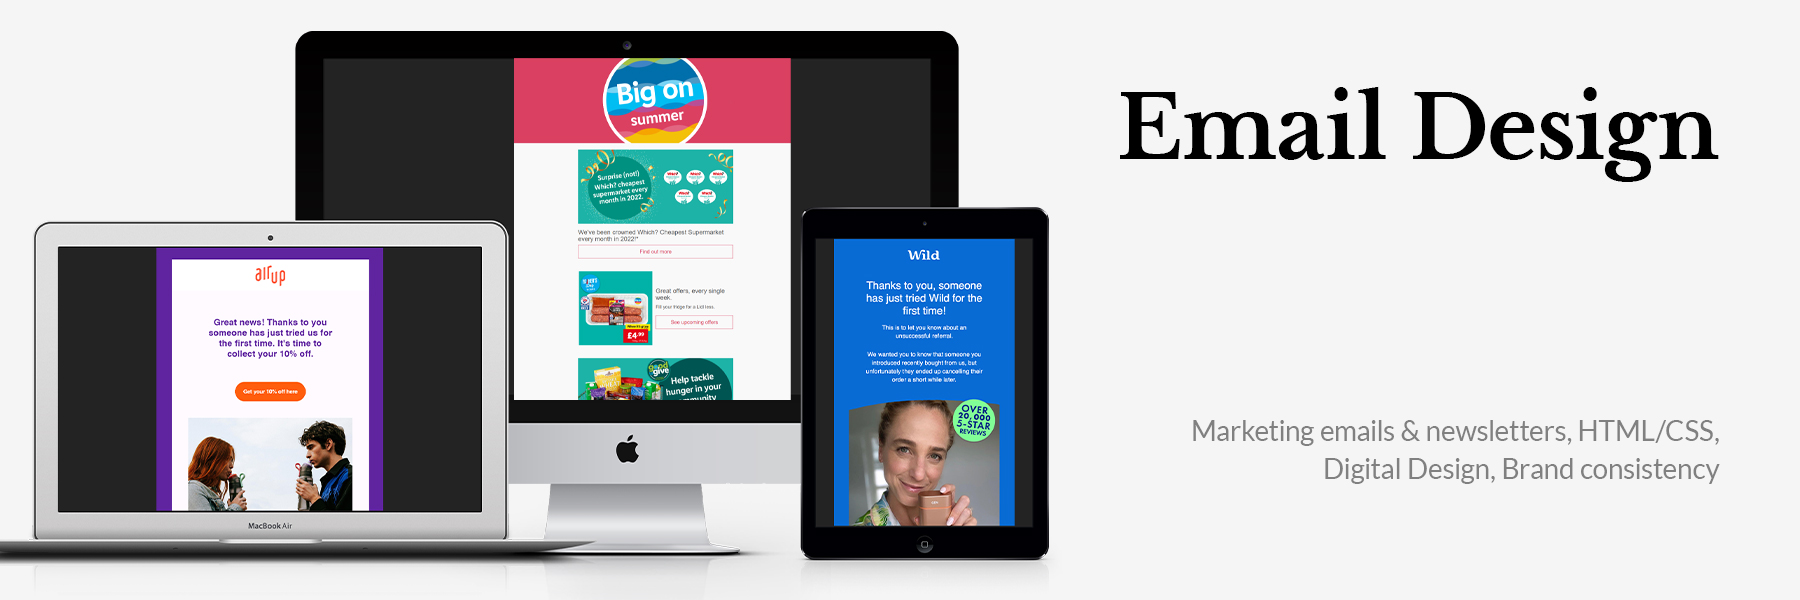 Email Design
Marketing emails & newsletters, HTML/CSS,
Digital Design, Brand consistency
Big on
summer
Surprise (not!)
Which? cheapest
supermarket every
month in 2022.
We've been crowned Which? Cheapest Supermarket
every month in 2022!*
Find out more
Great offers, every single
week.
See upcoming offers
£4.99
good
give
Help tackle
hunger in your
community
airup
Great news! Thanks to you
someone has just tried us for
the first time. It's time to
collect your 10% off.
Get your 10% off here
MacBook Air
Wild
Thanks to you, someone
has just tried Wild for the
first time!
This is to let you know about an
unsuccessful referral.
We wanted you to know that someone you
introduced recently bought from us, but
unfortunately they ended up cancelling their
order a short while later.
OVER
20,000
5-STAR
REVIEWS